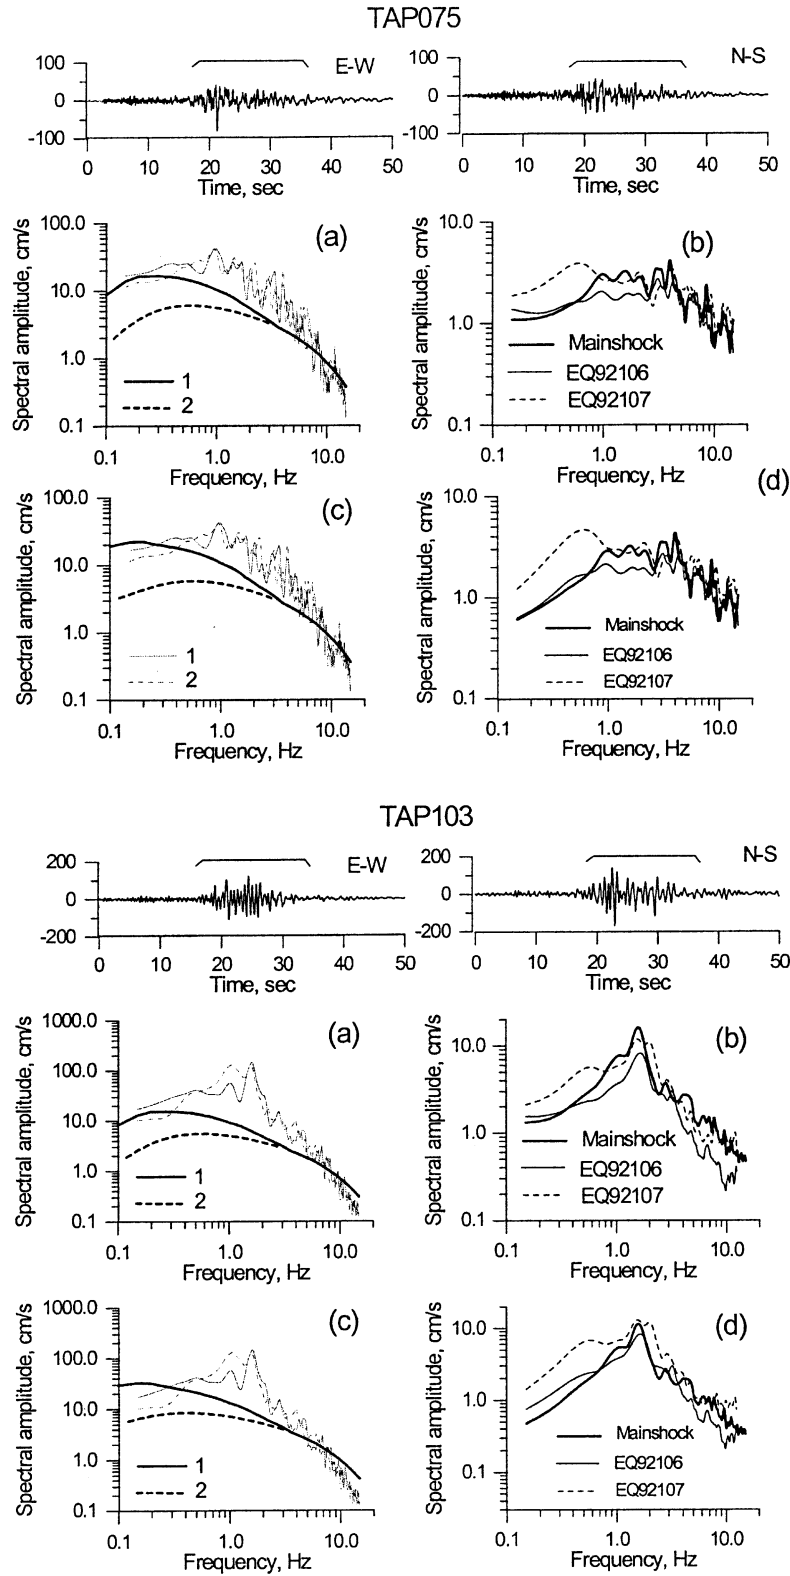 TAP075
E-W
100
0
-100
0 10 20 30 40 50
Time, sec
N-S
100
0
-100
0 10 20 30 40 50
Time, sec
(a)
Spectral amplitude, cm/s
100.0
10.0
1.0
0.1
1
2
0.1 1.0 10.0
Frequency, Hz
(b)
Spectral amplitude, cm/s
10.0
1.0
0.1
Mainshock
EQ92106
EQ92107
0.1 1.0 10.0
Frequency, Hz
(c)
Spectral amplitude, cm/s
100.0
10.0
1.0
0.1
1
2
0.1 1.0 10.0
Frequency, Hz
(d)
Spectral amplitude, cm/s
10.0
1.0
0.1
Mainshock
EQ92106
EQ92107
0.1 1.0 10.0
Frequency, Hz
TAP103
E-W
200
0
-200
0 10 20 30 40 50
Time, sec
N-S
200
0
-200
0 10 20 30 40 50
Time, sec
(a)
Spectral amplitude, cm/s
1000.0
100.0
10.0
1.0
0.1
1
2
0.1 1.0 10.0
Frequency, Hz
(b)
Spectral amplitude, cm/s
10.0
1.0
0.1
Mainshock
EQ92106
EQ92107
0.1 1.0 10.0
Frequency, Hz
(c)
Spectral amplitude, cm/s
1000.0
100.0
10.0
1.0
0.1
1
2
0.1 1.0 10.0
Frequency, Hz
(d)
Spectral amplitude, cm/s
10.0
1.0
0.1
Mainshock
EQ92106
EQ92107
0.1 1.0 10.0
Frequency, Hz